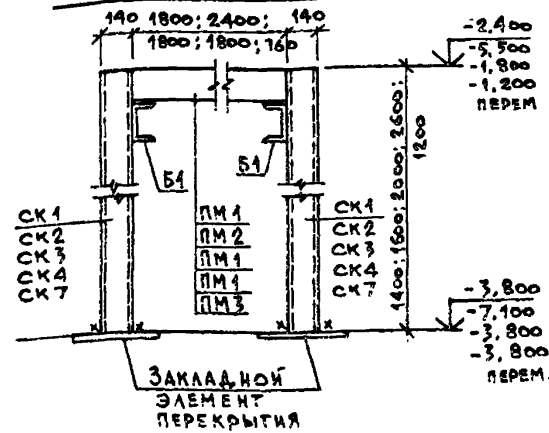 140 1800; 2400; 140
1800; 1800; 760
-2,400
-5,500
-1,800
-1,200
ПЕРЕМ
Б1
Б1
1400; 1600; 2000; 2600;
1200
СК1
СК2
СК3
СК4
СК7
ПМ1
ПМ2
ПМ1
ПМ1
ПМ3
СК1
СК2
СК3
СК4
СК7
-3,800
-7,100
-3,800
-3,800
ПЕРЕМ.
ЗАКЛАДНОЙ
ЭЛЕМЕНТ
ПЕРЕКРЫТИЯ